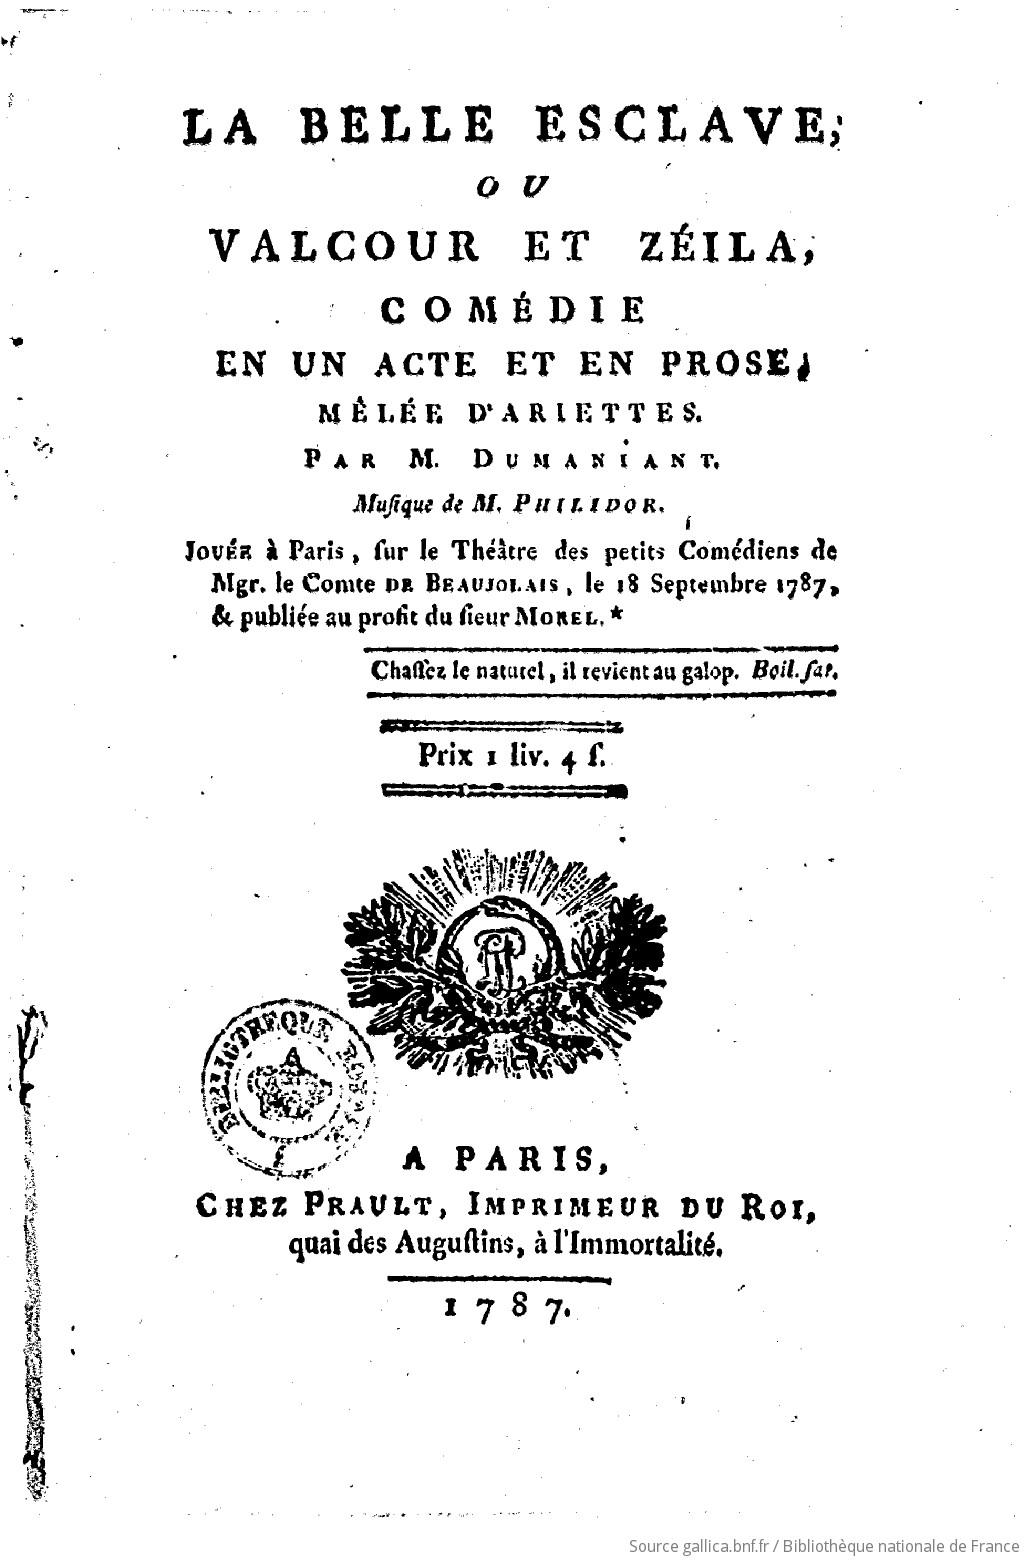 LA BELLE ESCLAVE,
OU
VALCOUR ET ZÉILA,
COMÉDIE
EN UN ACTE ET EN PROSE,
MÊLÉE D'ARIETTES.
PAR M. DUMANIANT.
Muſique de M. PHILIDOR.
JOUÉE à Paris, ſur le Théâtre des petits Comédiens de
Mgr. le Comte DE BEAUJOLAIS, le 18 Septembre 1787,
& publiée au profit du ſieur MOREL.*
Chaſſez le naturel, il revient au galop. Boil. ſat.
Prix 1 liv. 4 ſ.
BIBLIOTHEQUE ROYALE
A PARIS,
CHEZ PRAULT, IMPRIMEUR DU ROI,
quai des Auguſtins, à l'Immortalité.
1787.
Source gallica.bnf.fr / Bibliothèque nationale de France